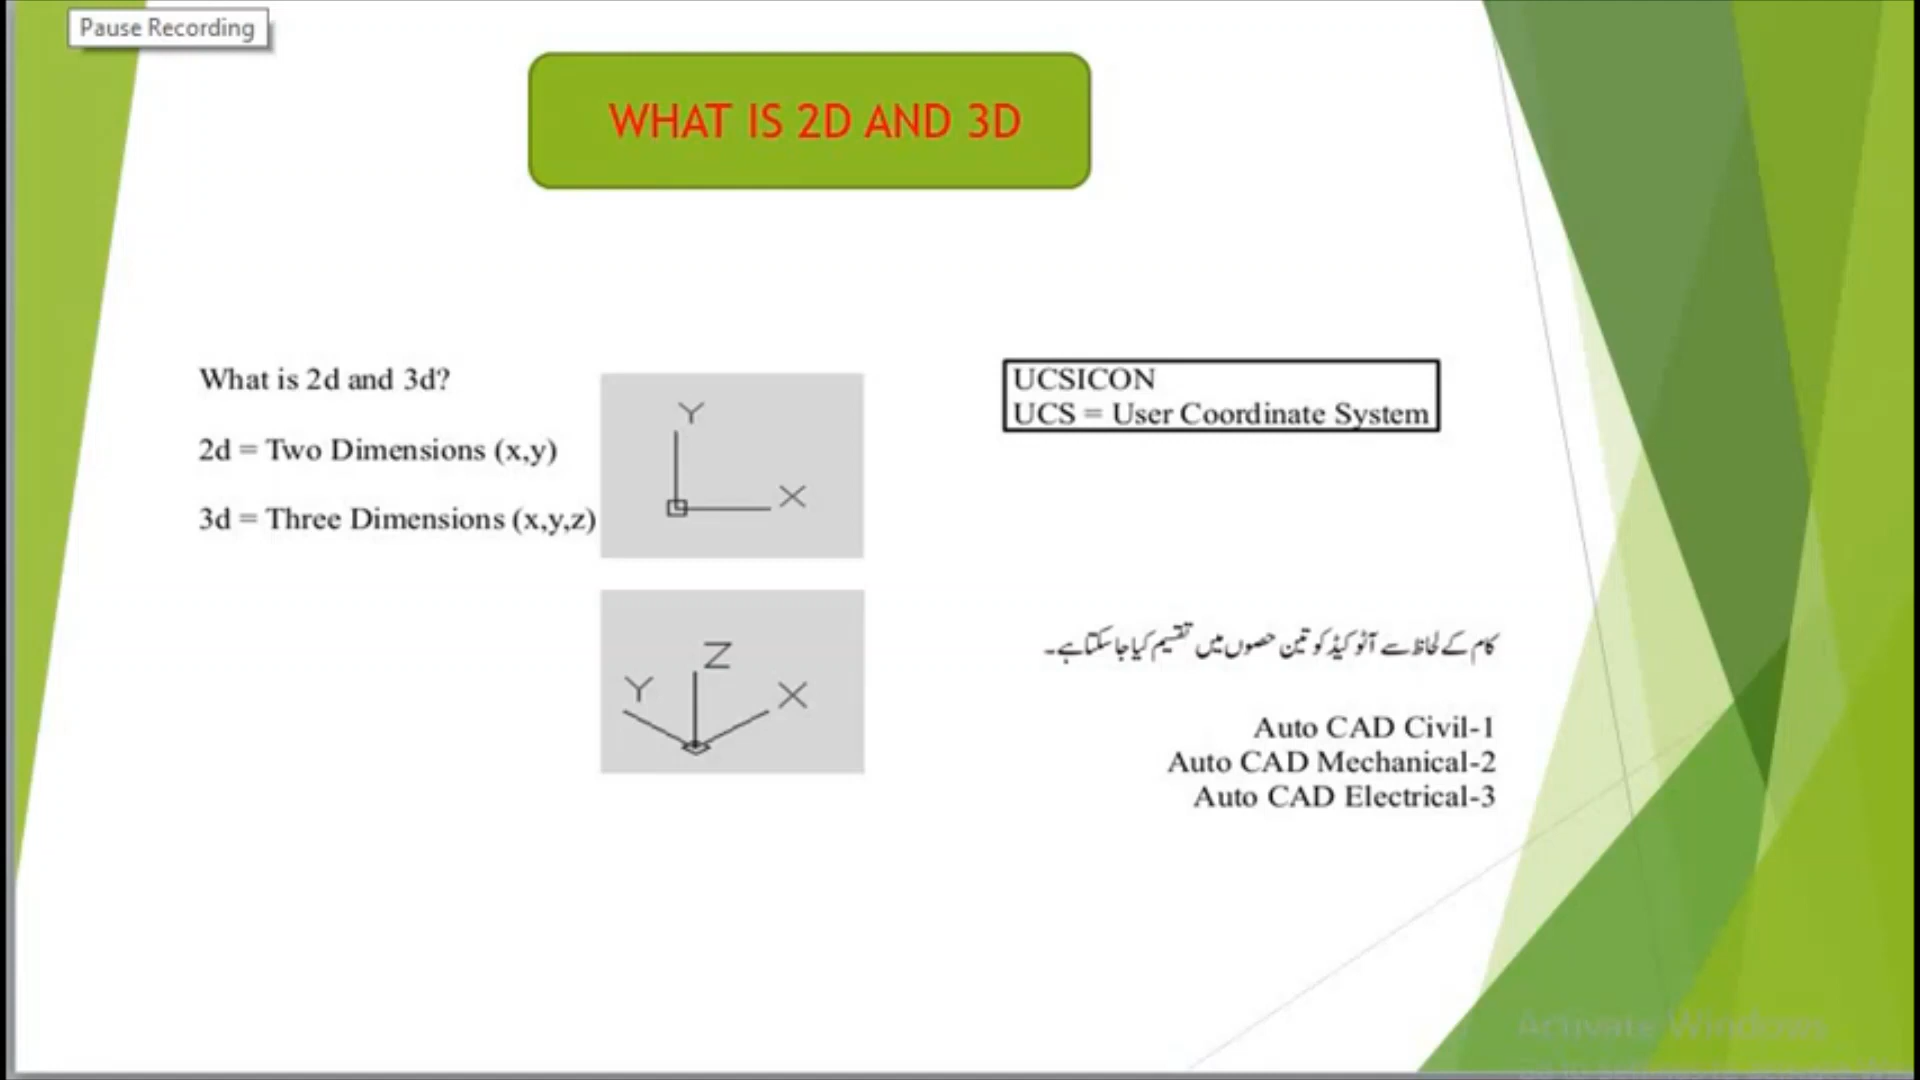 Pause Recording
WHAT IS 2D AND 3D
What is 2d and 3d?
2d = Two Dimensions (x,y)
3d = Three Dimensions (x,y,z)
Y
X
Z
Y
X
UCSICON
UCS = User Coordinate System
کام کے لحاظ سے آٹو کیڈ کو تین حصوں میں تقسیم کیا جا سکتا ہے۔
Auto CAD Civil-1
Auto CAD Mechanical-2
Auto CAD Electrical-3
Activate Windows